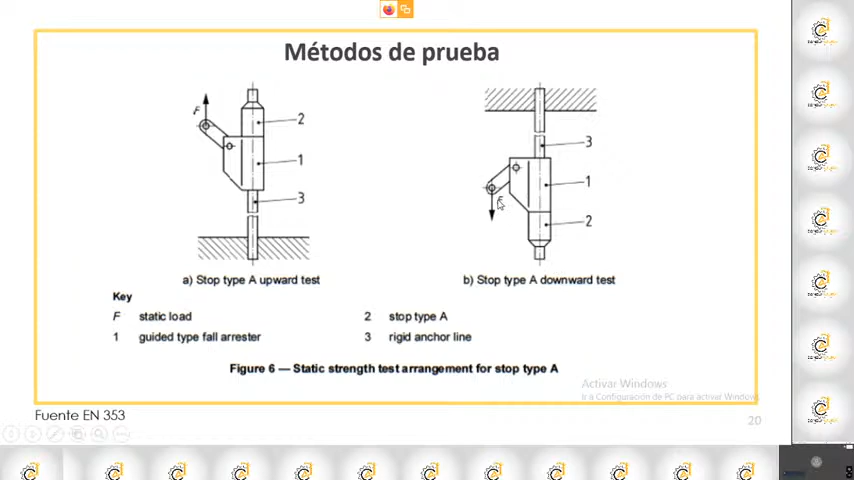 Métodos de prueba
F
2
1
3
3
1
2
a) Stop type A upward test
b) Stop type A downward test
Key
F static load
2 stop type A
1 guided type fall arrester
3 rigid anchor line
Figure 6 — Static strength test arrangement for stop type A
Activar Windows
Ir a Configuración de PC para activar Windows.
Fuente EN 353
20